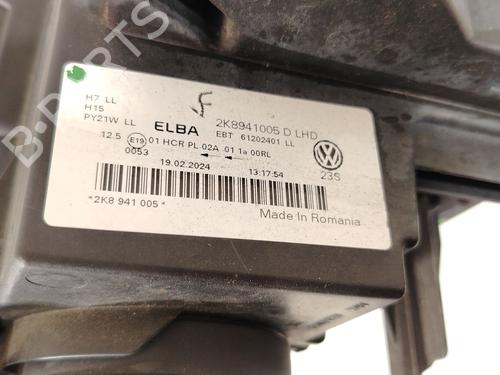 B-PARTS
H7 LL
H15
PY21W LL
ELBA
2K8941005 D LHD
EBT 61202401 LL
12.5 E19 01 HCR PL 02A 01 1a 00RL
0053
19.02.2024 13:17:54
23S
*2K8 941 005 *
Made in Romania